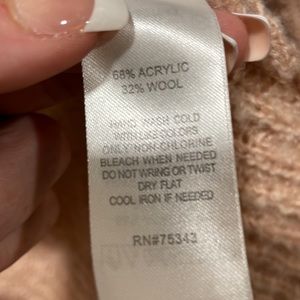 68% ACRYLIC
32% WOOL
HAND WASH COLD
WITH LIKE COLORS
ONLY NON-CHLORINE
BLEACH WHEN NEEDED
DO NOT WRING OR TWIST
DRY FLAT
COOL IRON IF NEEDED
RN#75343